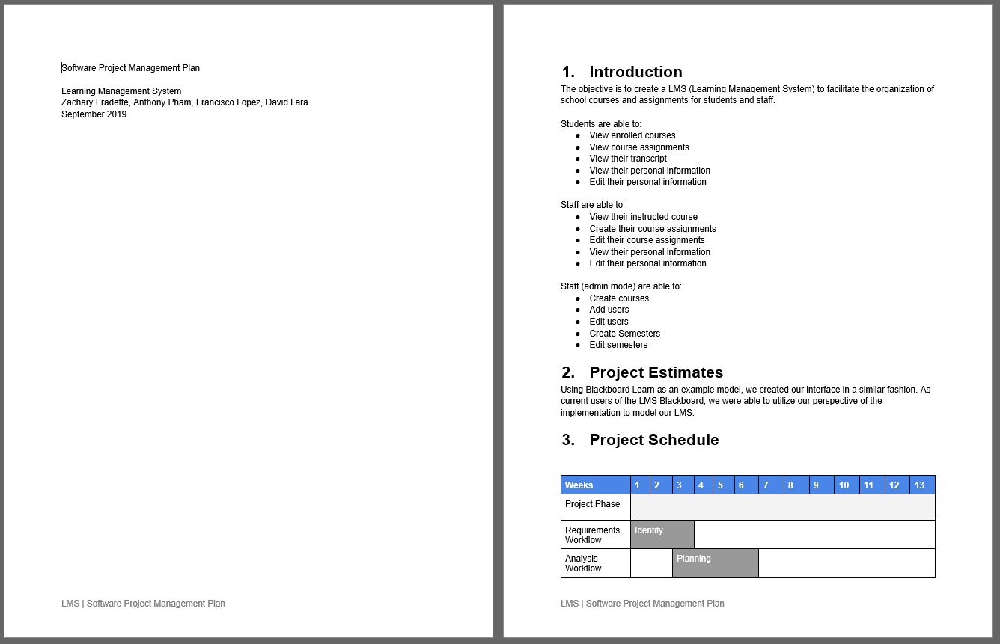 Software Project Management Plan
Learning Management System
Zachary Fradette, Anthony Pham, Francisco Lopez, David Lara
September 2019
LMS | Software Project Management Plan
1. Introduction
The objective is to create a LMS (Learning Management System) to facilitate the organization of
school courses and assignments for students and staff.
Students are able to:
● View enrolled courses
● View course assignments
● View their transcript
● View their personal information
● Edit their personal information
Staff are able to:
● View their instructed course
● Create their course assignments
● Edit their course assignments
● View their personal information
● Edit their personal information
Staff (admin mode) are able to:
● Create courses
● Add users
● Edit users
● Create Semesters
● Edit semesters
2. Project Estimates
Using Blackboard Learn as an example model, we created our interface in a similar fashion. As
current users of the LMS Blackboard, we were able to utilize our perspective of the
implementation to model our LMS.
3. Project Schedule
Weeks 1 2 3 4 5 6 7 8 9 10 11 12 13
Project Phase
Requirements Identify
Workflow
Analysis Planning
Workflow
LMS | Software Project Management Plan